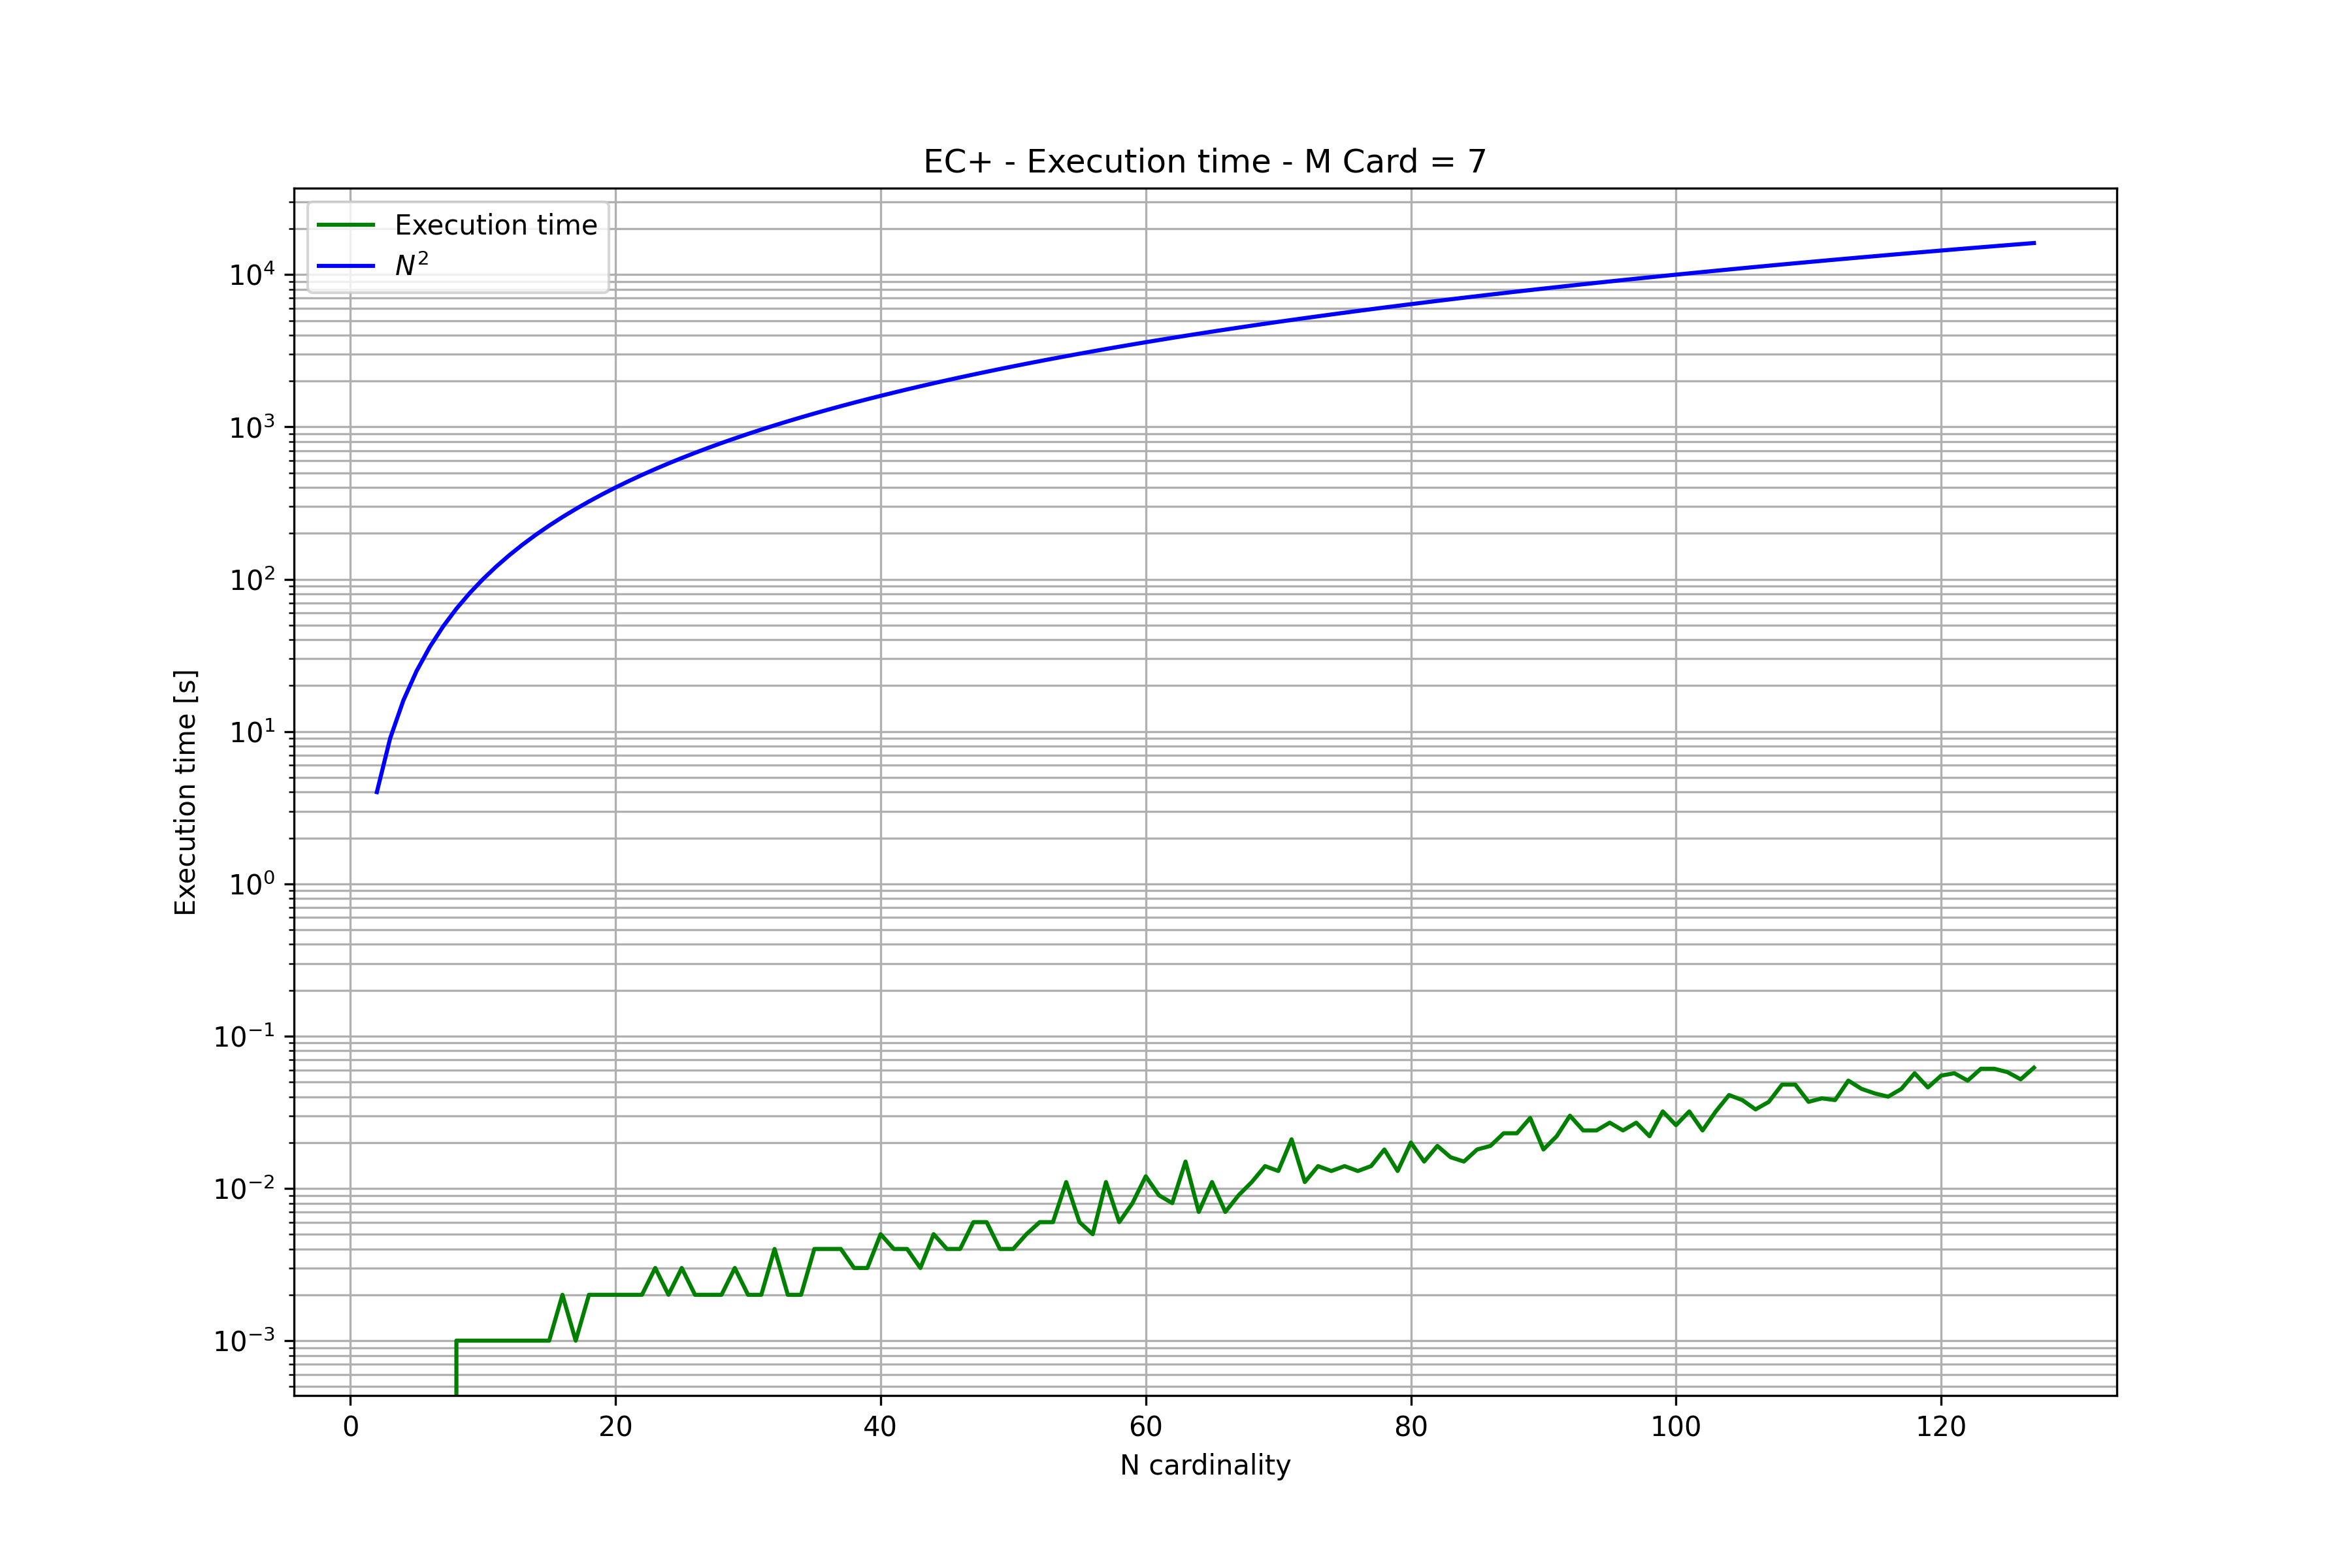 EC+ - Execution time - M Card = 7
Execution time
N²
10⁴
10³
10²
10¹
10⁰
10⁻¹
10⁻²
10⁻³
Execution time [s]
0 20 40 60 80 100 120
N cardinality